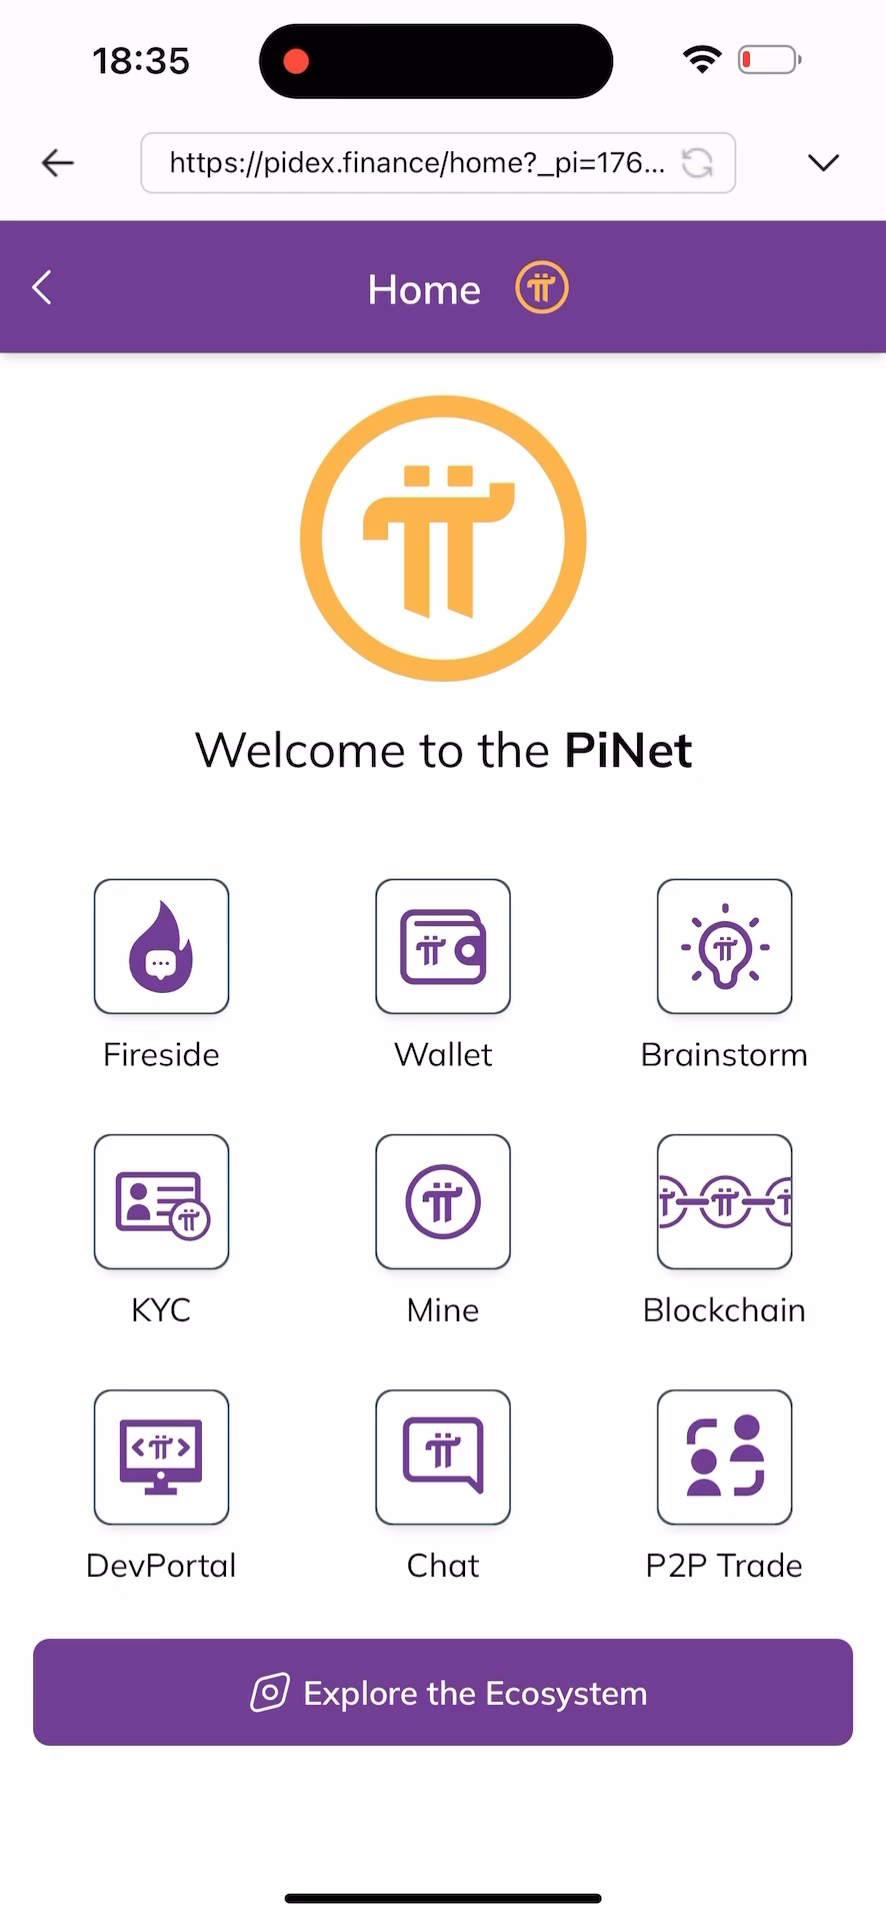 18:35
https://pidex.finance/home?_pi=176...
Home
Welcome to the PiNet
Fireside
Wallet
Brainstorm
KYC
Mine
Blockchain
DevPortal
Chat
P2P Trade
Explore the Ecosystem